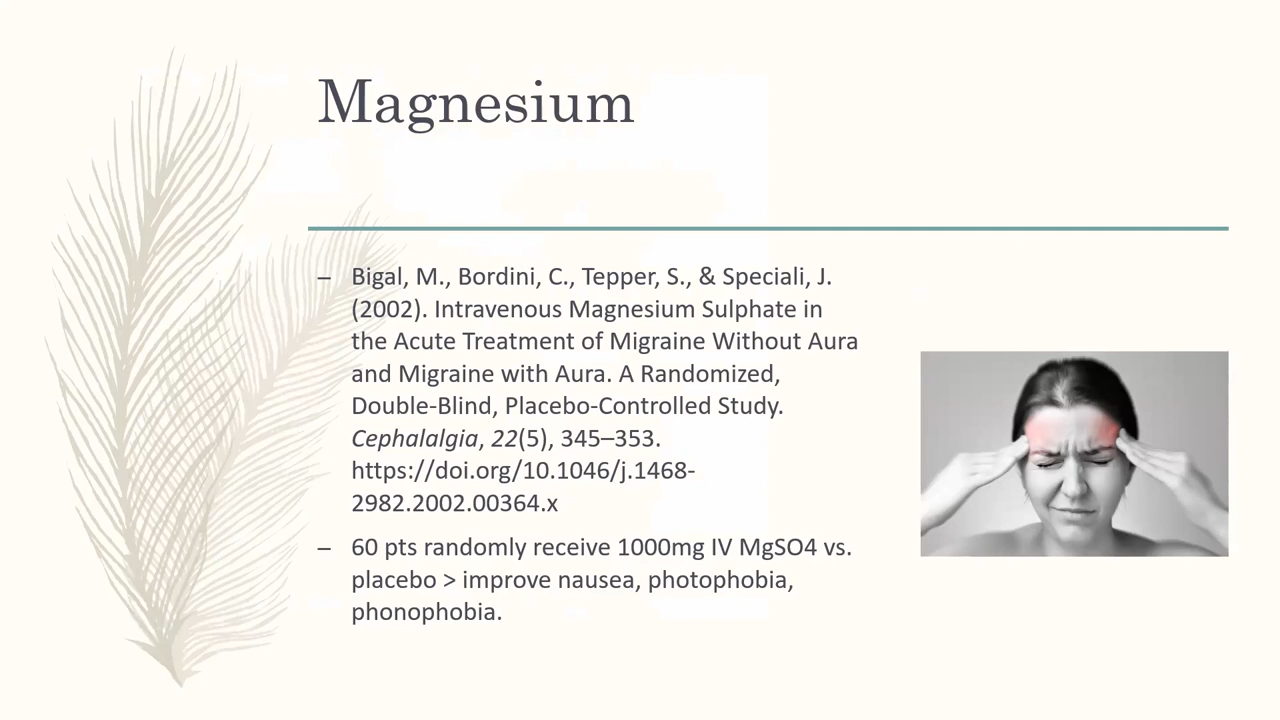 Magnesium
– Bigal, M., Bordini, C., Tepper, S., & Speciali, J.
(2002). Intravenous Magnesium Sulphate in
the Acute Treatment of Migraine Without Aura
and Migraine with Aura. A Randomized,
Double-Blind, Placebo-Controlled Study.
Cephalalgia, 22(5), 345–353.
https://doi.org/10.1046/j.1468-
2982.2002.00364.x
– 60 pts randomly receive 1000mg IV MgSO4 vs.
placebo > improve nausea, photophobia,
phonophobia.